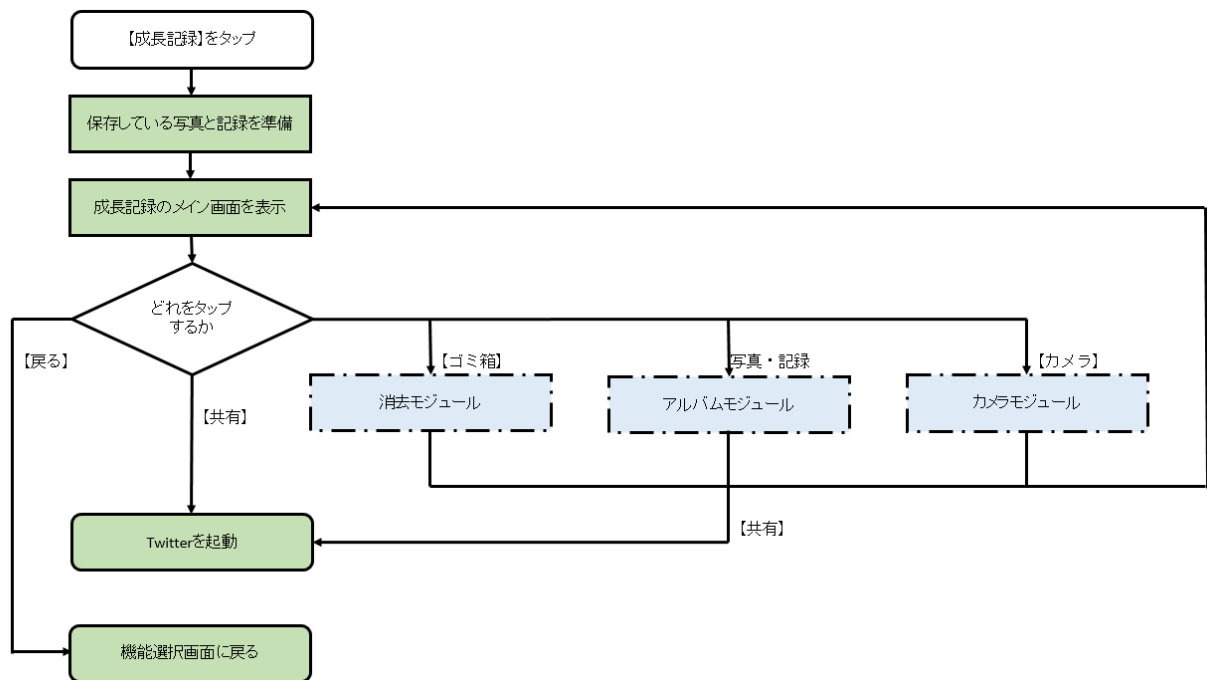 【成長記録】をタップ
保存している写真と記録を準備
成長記録のメイン画面を表示
どれをタップ
するか
【戻る】
【ゴミ箱】
写真・記録
【カメラ】
消去モジュール
アルバムモジュール
カメラモジュール
【共有】
【共有】
Twitterを起動
機能選択画面に戻る